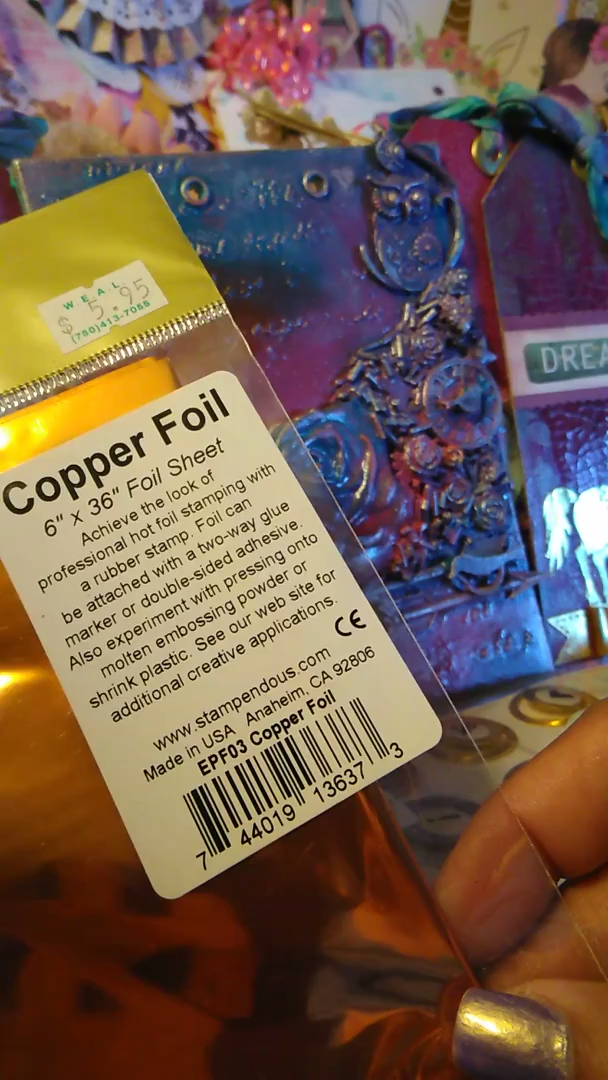 W.E.A.L.
$ 5.95
(780)413-7055
Copper Foil
6" x 36" Foil Sheet
Achieve the look of
professional hot foil stamping with
a rubber stamp. Foil can
be attached with a two-way glue
marker or double-sided adhesive.
Also experiment with pressing onto
molten embossing powder or
shrink plastic. See our web site for
additional creative applications.
CE
www.stampendous.com
Made in USA Anaheim, CA 92806
EPF03 Copper Foil
7 44019 13637 3
DREA